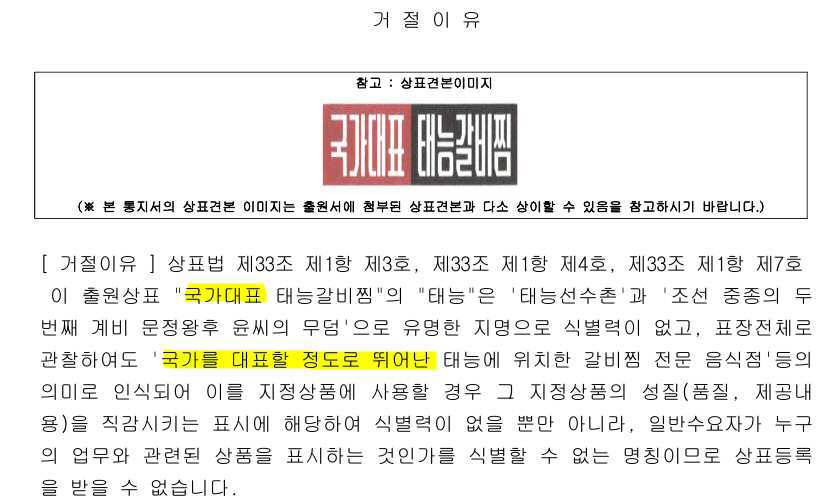 거 절 이 유
참고 : 상표견본이미지
국가대표 태능갈비찜
(※ 본 통지서의 상표견본 이미지는 출원서에 첨부된 상표견본과 다소 상이할 수 있음을 참고하시기 바랍니다.)
[ 거절이유 ] 상표법 제33조 제1항 제3호, 제33조 제1항 제4호, 제33조 제1항 제7호
이 출원상표 "국가대표 태능갈비찜"의 "태능"은 '태능선수촌'과 '조선 중종의 두
번째 계비 문정왕후 윤씨의 무덤'으로 유명한 지명으로 식별력이 없고, 표장전체로
관찰하여도 '국가를 대표할 정도로 뛰어난 태능에 위치한 갈비찜 전문 음식점'등의
의미로 인식되어 이를 지정상품에 사용할 경우 그 지정상품의 성질(품질, 제공내
용)을 직감시키는 표시에 해당하여 식별력이 없을 뿐만 아니라, 일반수요자가 누구
의 업무와 관련된 상품을 표시하는 것인가를 식별할 수 없는 명칭이므로 상표등록
을 받을 수 없습니다.